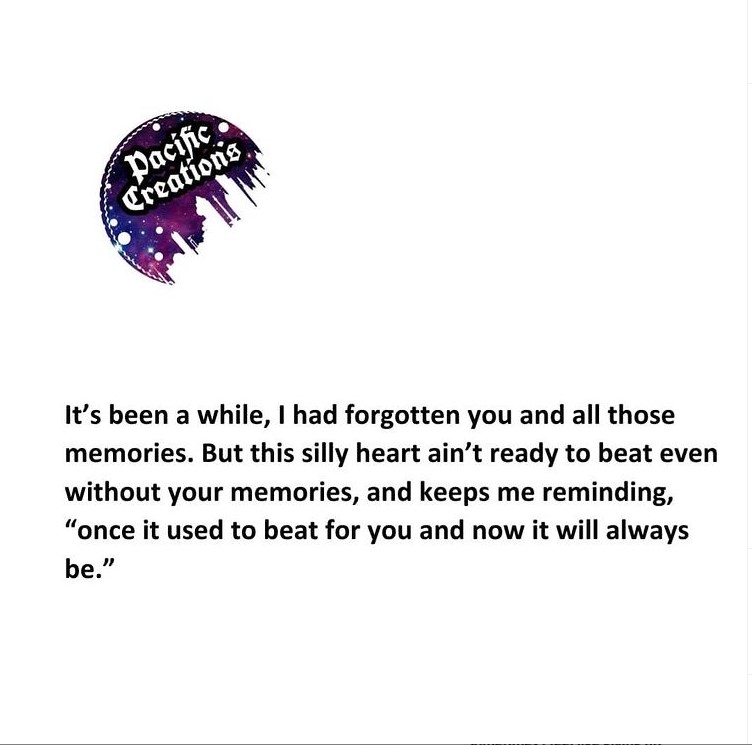 Pacific
Creations
It’s been a while, I had forgotten you and all those
memories. But this silly heart ain’t ready to beat even
without your memories, and keeps me reminding,
“once it used to beat for you and now it will always
be.”